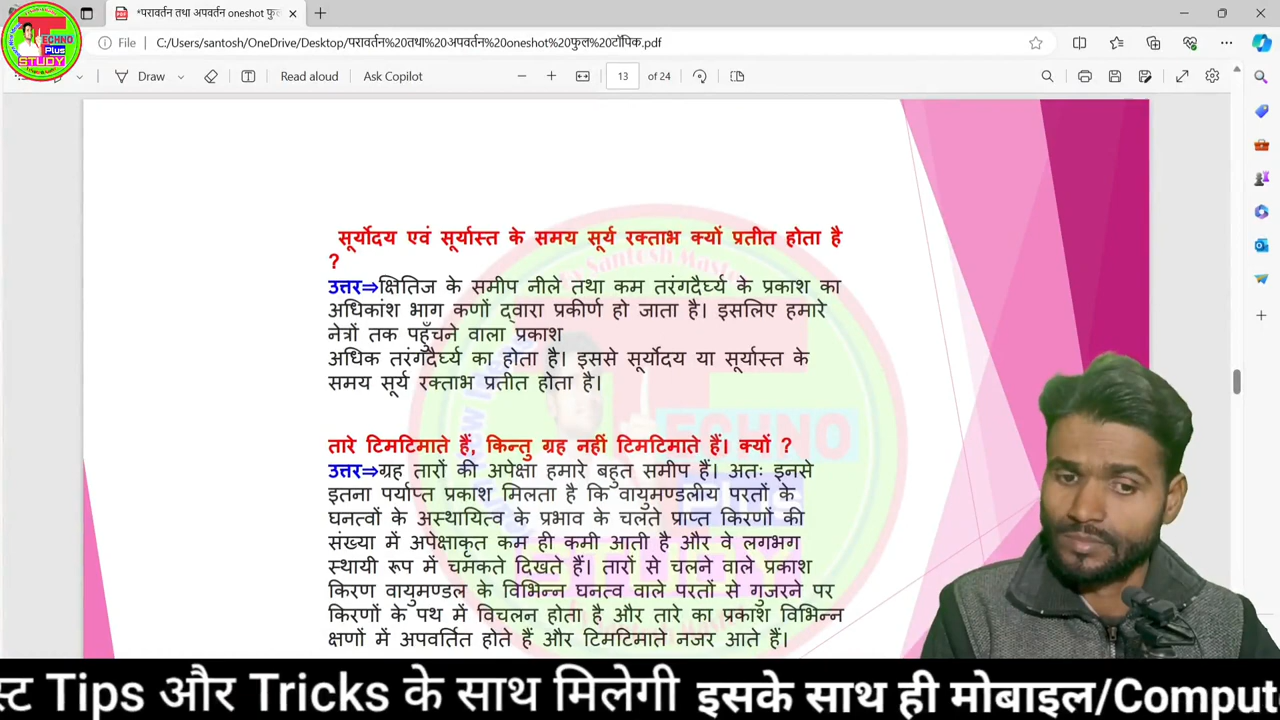 *परावर्तन तथा अपवर्तन oneshot फुल
File C:/Users/santosh/OneDrive/Desktop/परावर्तन%20तथा%20अपवर्तन%20oneshot%20फुल%20टॉपिक.pdf
Draw Read aloud Ask Copilot 13 of 24
TECHNO
Plus
STUDY
सूर्योदय एवं सूर्यास्त के समय सूर्य रक्ताभ क्यों प्रतीत होता है
?
उत्तर⇒क्षितिज के समीप नीले तथा कम तरंगदैर्घ्य के प्रकाश का
अधिकांश भाग कणों द्वारा प्रकीर्ण हो जाता है। इसलिए हमारे
नेत्रों तक पहुँचने वाला प्रकाश
अधिक तरंगदैर्घ्य का होता है। इससे सूर्योदय या सूर्यास्त के
समय सूर्य रक्ताभ प्रतीत होता है।
तारे टिमटिमाते हैं, किन्तु ग्रह नहीं टिमटिमाते हैं। क्यों ?
उत्तर⇒ग्रह तारों की अपेक्षा हमारे बहुत समीप हैं। अतः इनसे
इतना पर्याप्त प्रकाश मिलता है कि वायुमण्डलीय परतों के
घनत्वों के अस्थायित्व के प्रभाव के चलते प्राप्त किरणों की
संख्या में अपेक्षाकृत कम ही कमी आती है और वे लगभग
स्थायी रूप में चमकते दिखते हैं। तारों से चलने वाले प्रकाश
किरण वायुमण्डल के विभिन्न घनत्व वाले परतों से गुजरने पर
किरणों के पथ में विचलन होता है और तारे का प्रकाश विभिन्न
क्षणों में अपवर्तित होते हैं और टिमटिमाते नजर आते हैं।
Tips और Tricks के साथ मिलेगी इसके साथ ही मोबाइल/Comput